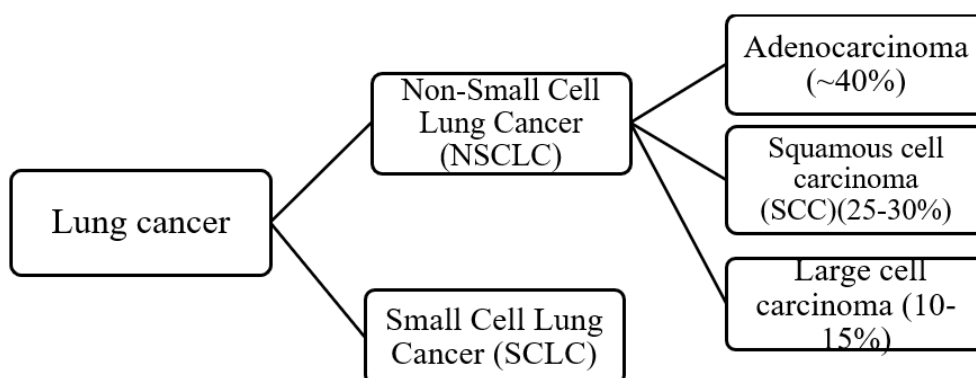 Lung cancer
Non-Small Cell
Lung Cancer
(NSCLC)
Small Cell Lung
Cancer (SCLC)
Adenocarcinoma
(~40%)
Squamous cell
carcinoma
(SCC)(25-30%)
Large cell
carcinoma (10-
15%)